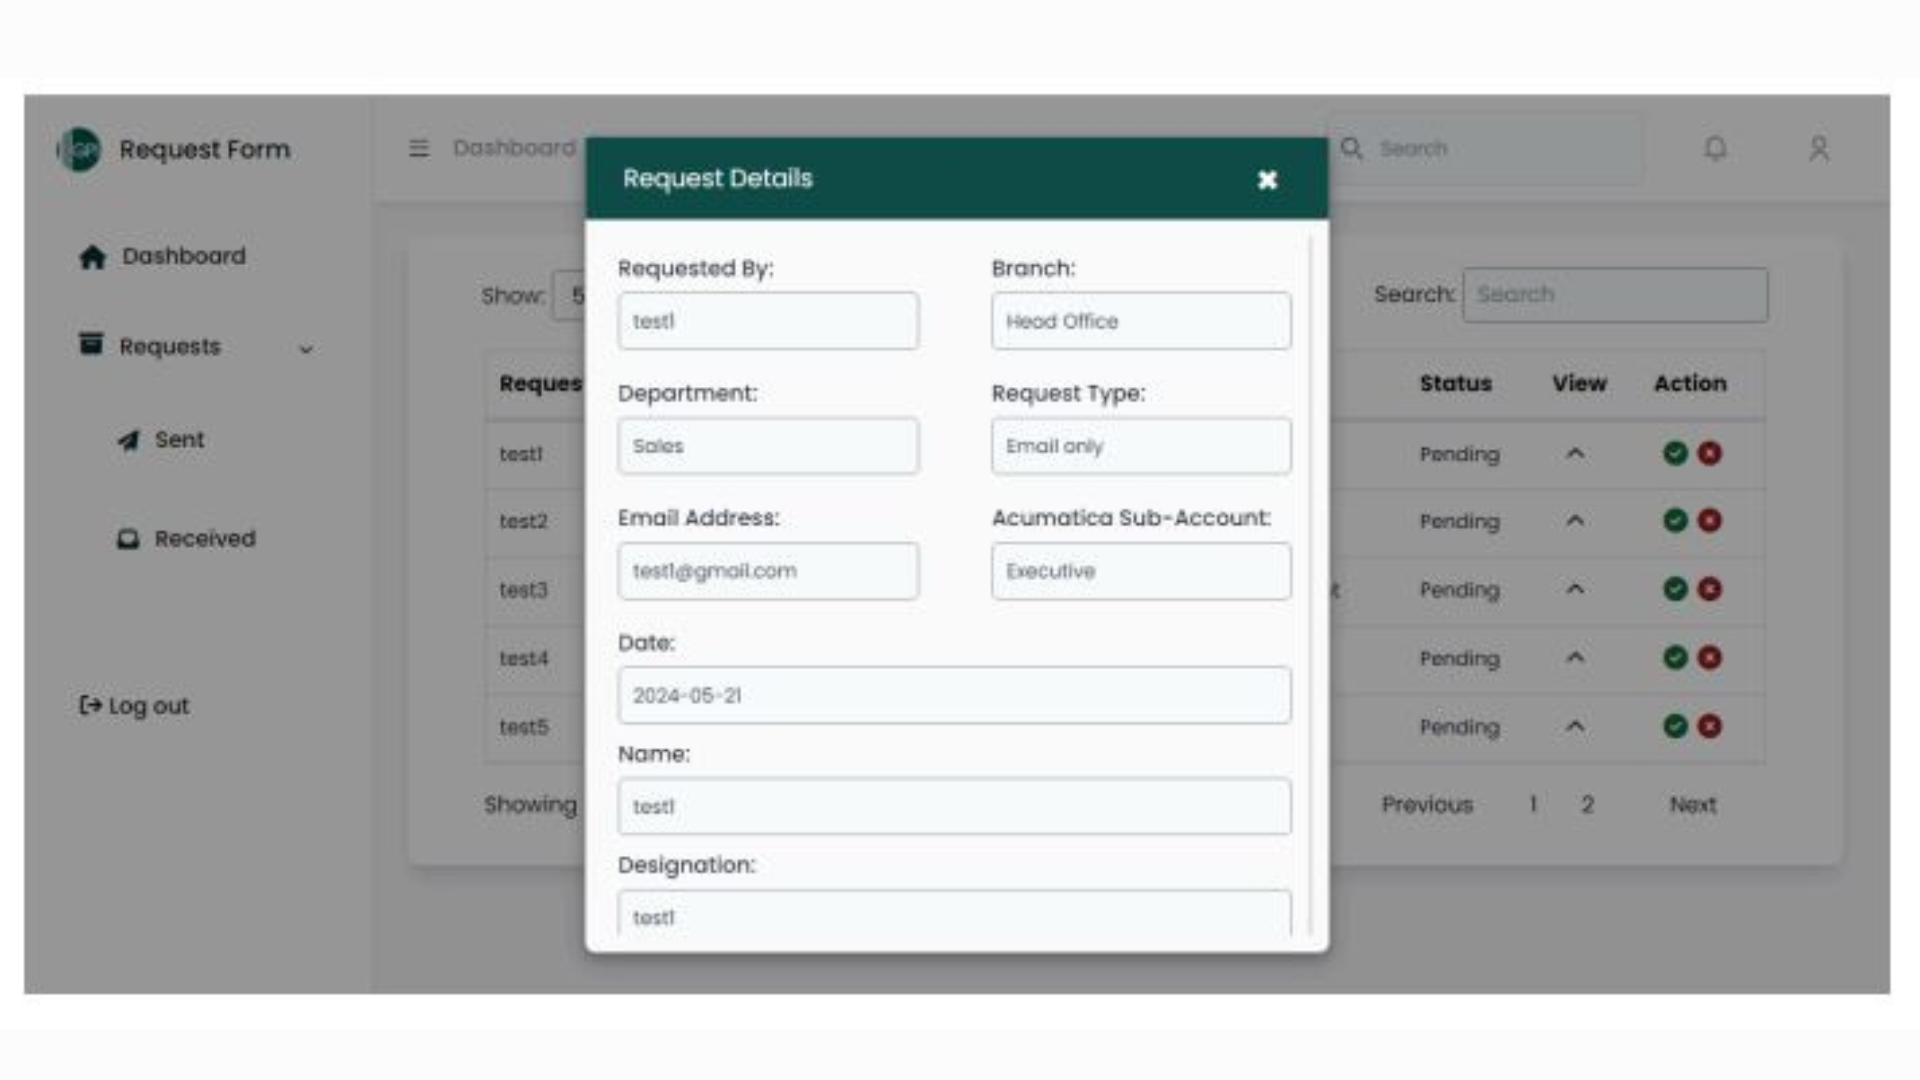 GP Request Form
Dashboard
Search
Request Details
Dashboard
Requests
Sent
Received
Log out
Show: 5
Search: Search
Reques
Status View Action
test1 Pending
test2 Pending
test3 t Pending
test4 Pending
test5 Pending
Showing
Previous 1 2 Next
Requested By: Branch:
test1 Head Office
Department: Request Type:
Sales Email only
Email Address: Acumatica Sub-Account:
test1@gmail.com Executive
Date:
2024-05-21
Name:
test1
Designation:
test1